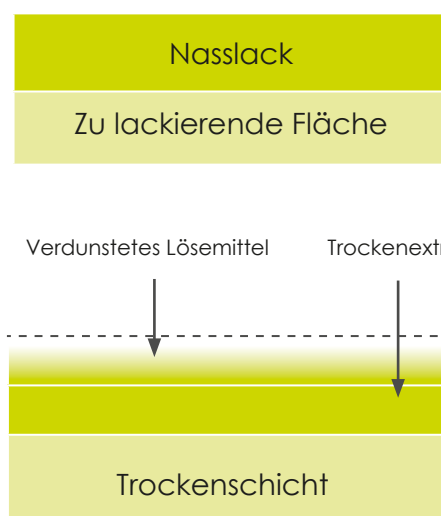 Nasslack
Zu lackierende Fläche
Verdunstetes Lösemittel Trockenextr
Trockenschicht